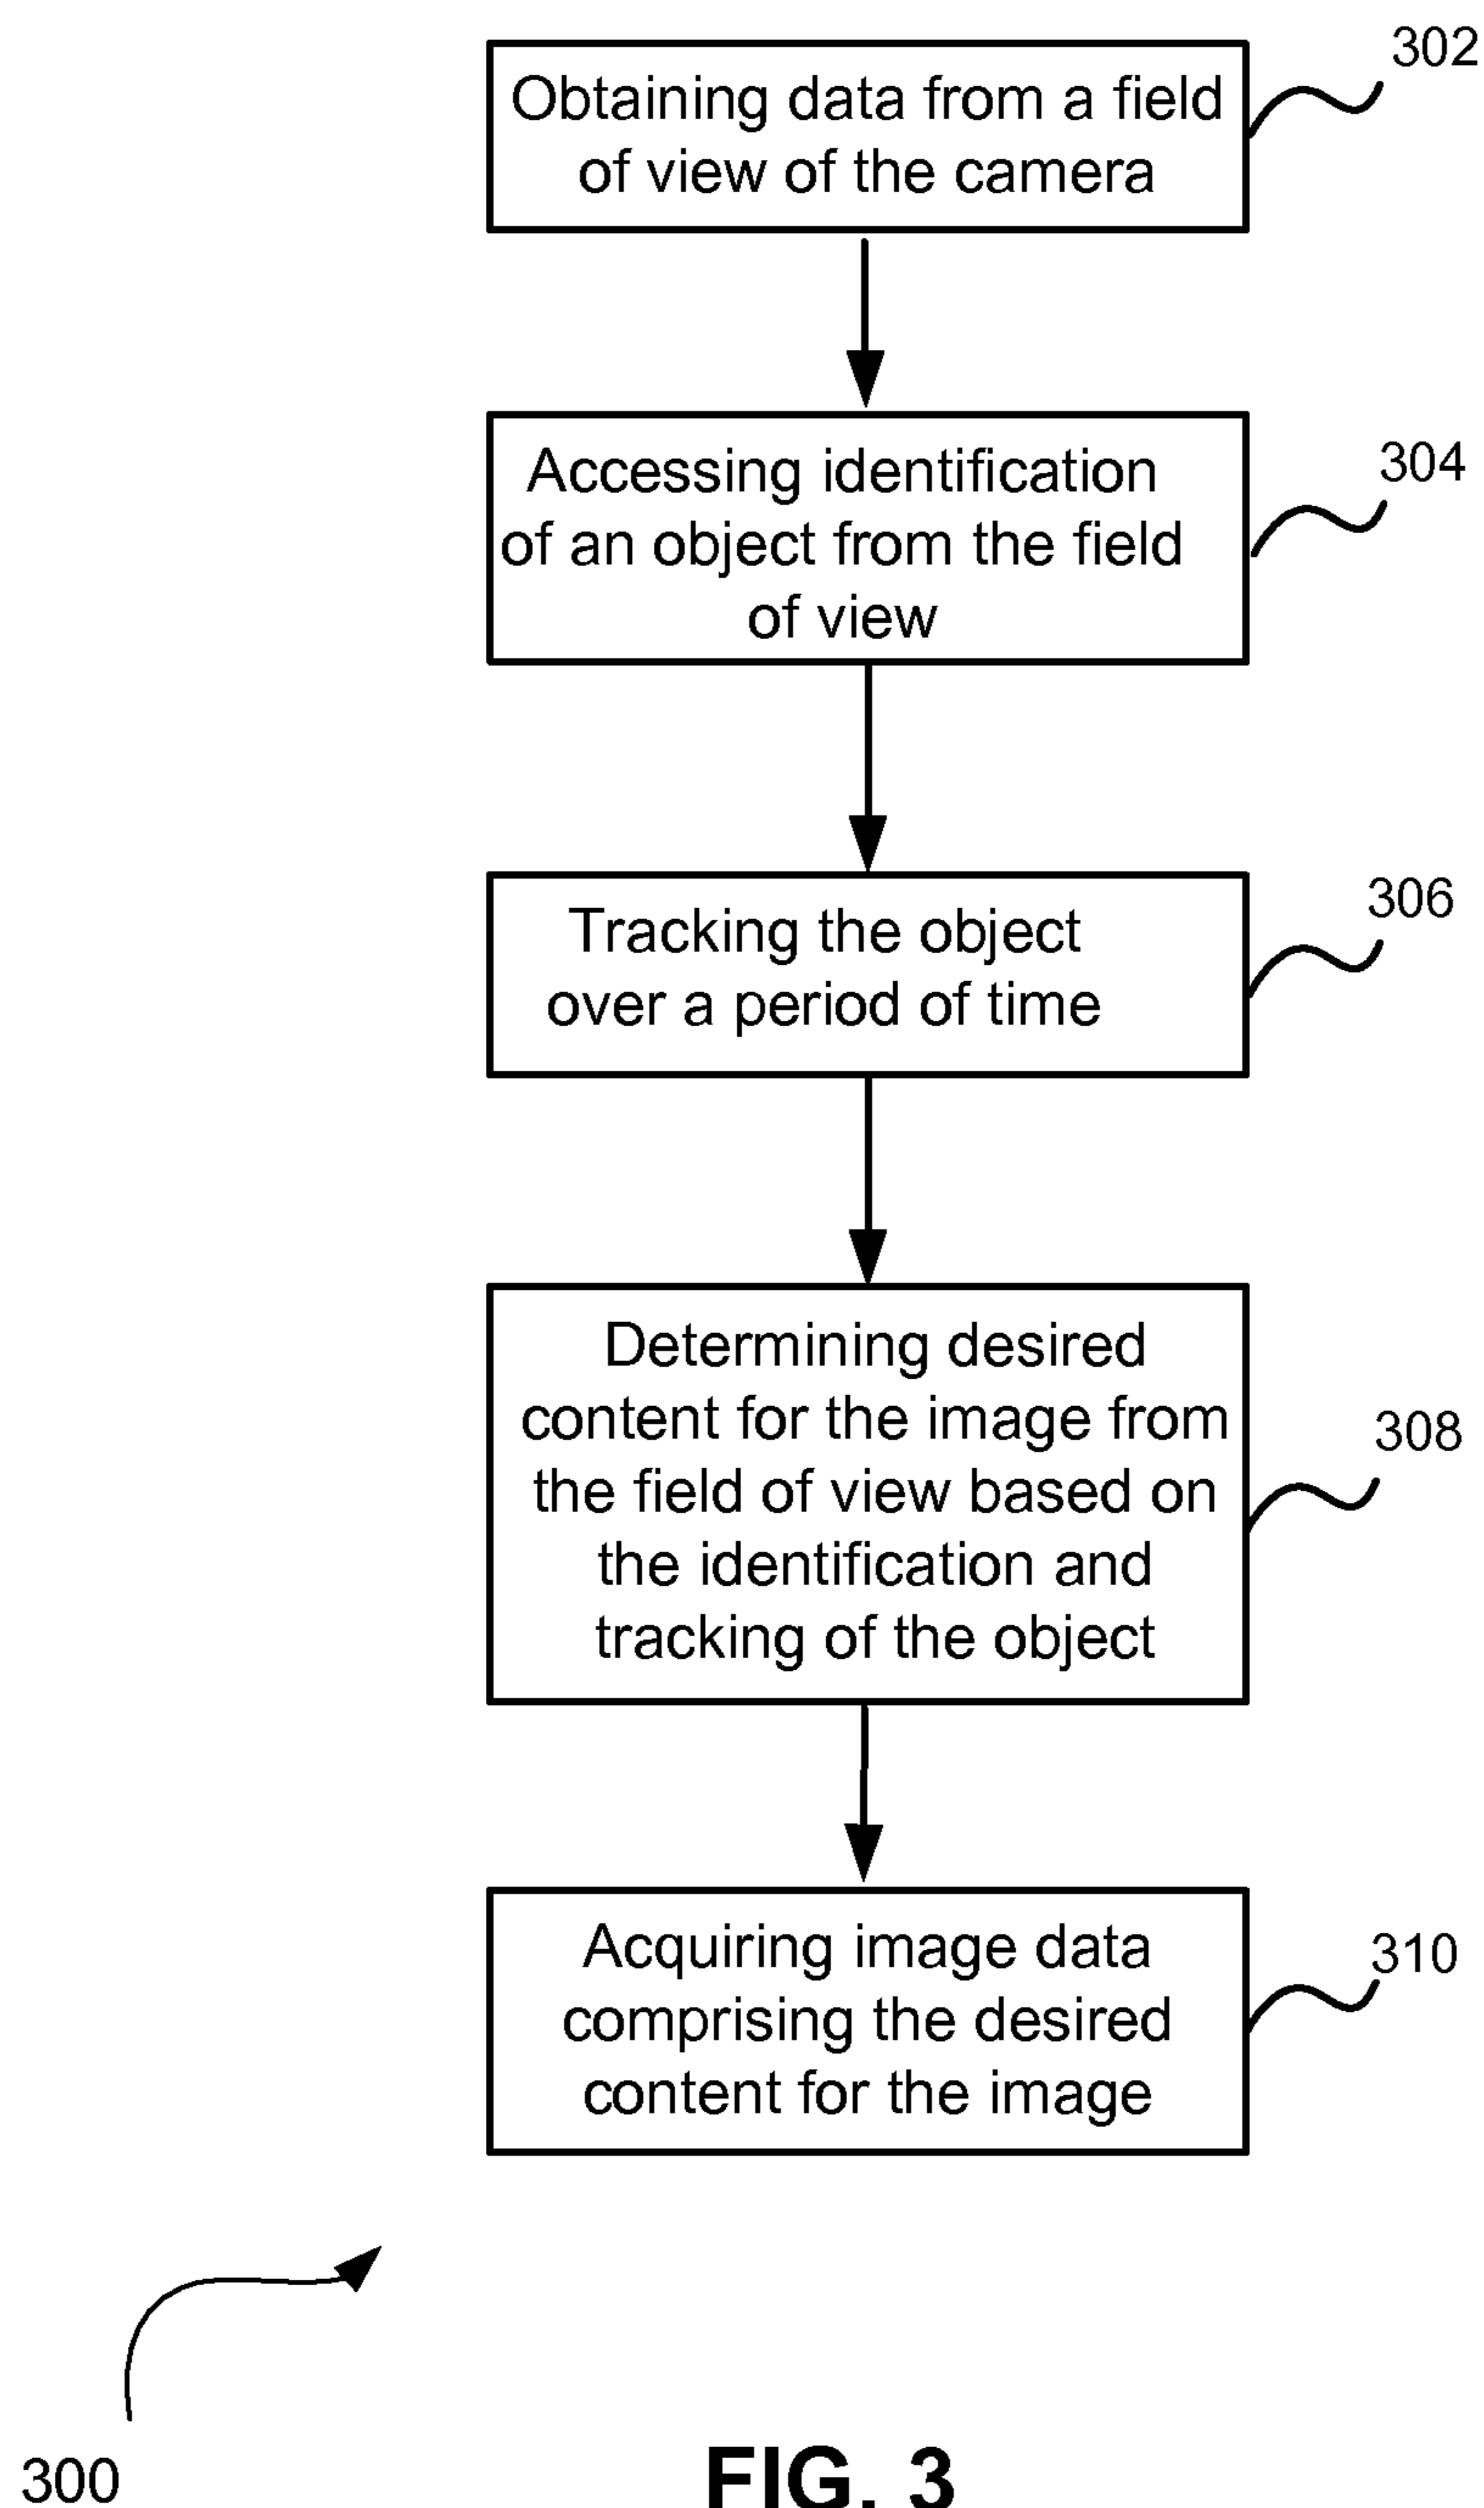 302
Obtaining data from a field
of view of the camera
304
Accessing identification
of an object from the field
of view
306
Tracking the object
over a period of time
Determining desired
content for the image from
308
the field of view based on
the identification and
tracking of the object
310
Acquiring image data
comprising the desired
content for the image
300
FIG. 3